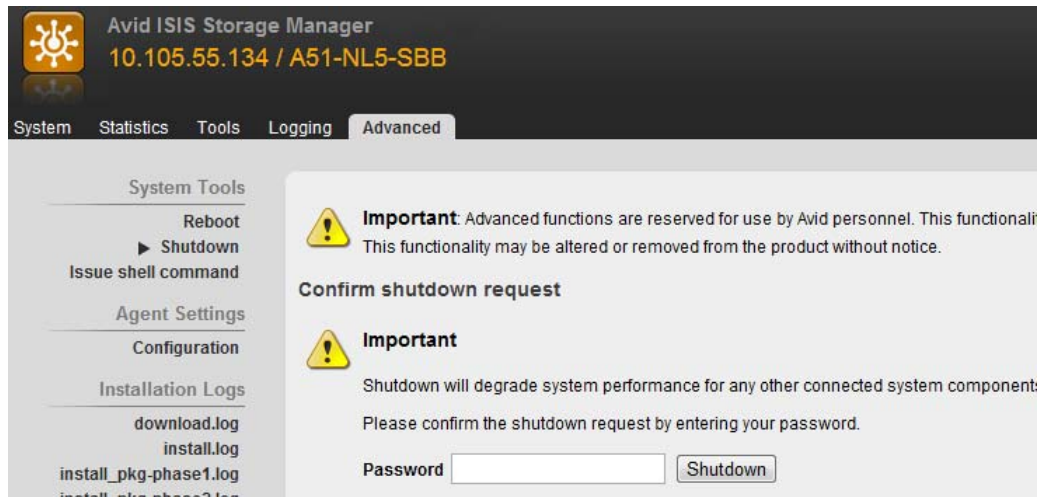 Avid ISIS Storage Manager
10.105.55.134 / A51-NL5-SBB
System Statistics Tools Logging Advanced
System Tools
Reboot
Shutdown
Issue shell command
Agent Settings
Configuration
Installation Logs
download.log
install.log
install_pkg-phase1.log
Important: Advanced functions are reserved for use by Avid personnel. This functionali
This functionality may be altered or removed from the product without notice.
Confirm shutdown request
Important
Shutdown will degrade system performance for any other connected system components
Please confirm the shutdown request by entering your password.
Password Shutdown